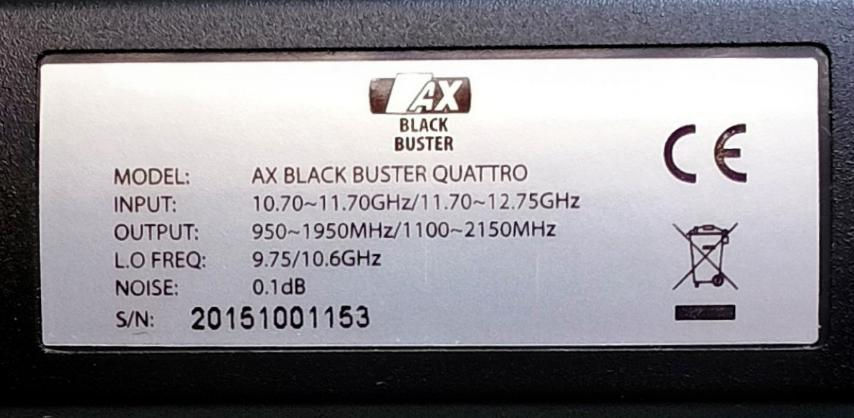 AX
BLACK
BUSTER
MODEL: AX BLACK BUSTER QUATTRO
INPUT: 10.70~11.70GHz/11.70~12.75GHz
OUTPUT: 950~1950MHz/1100~2150MHz
L.O FREQ: 9.75/10.6GHz
NOISE: 0.1dB
S/N: 20151001153
CE